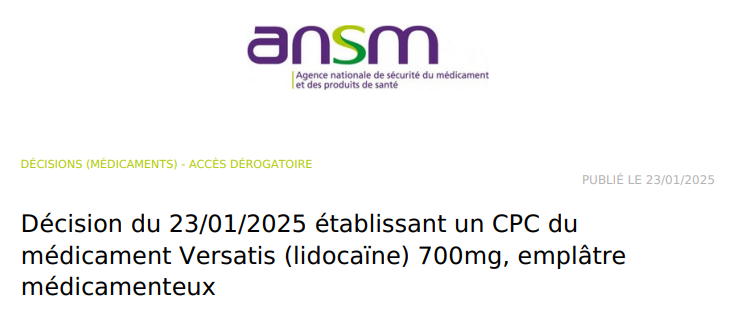 ansm
Agence nationale de sécurité du médicament
et des produits de santé
DÉCISIONS (MÉDICAMENTS) - ACCÈS DÉROGATOIRE
PUBLIÉ LE 23/01/2025
Décision du 23/01/2025 établissant un CPC du
médicament Versatis (lidocaïne) 700mg, emplâtre
médicamenteux